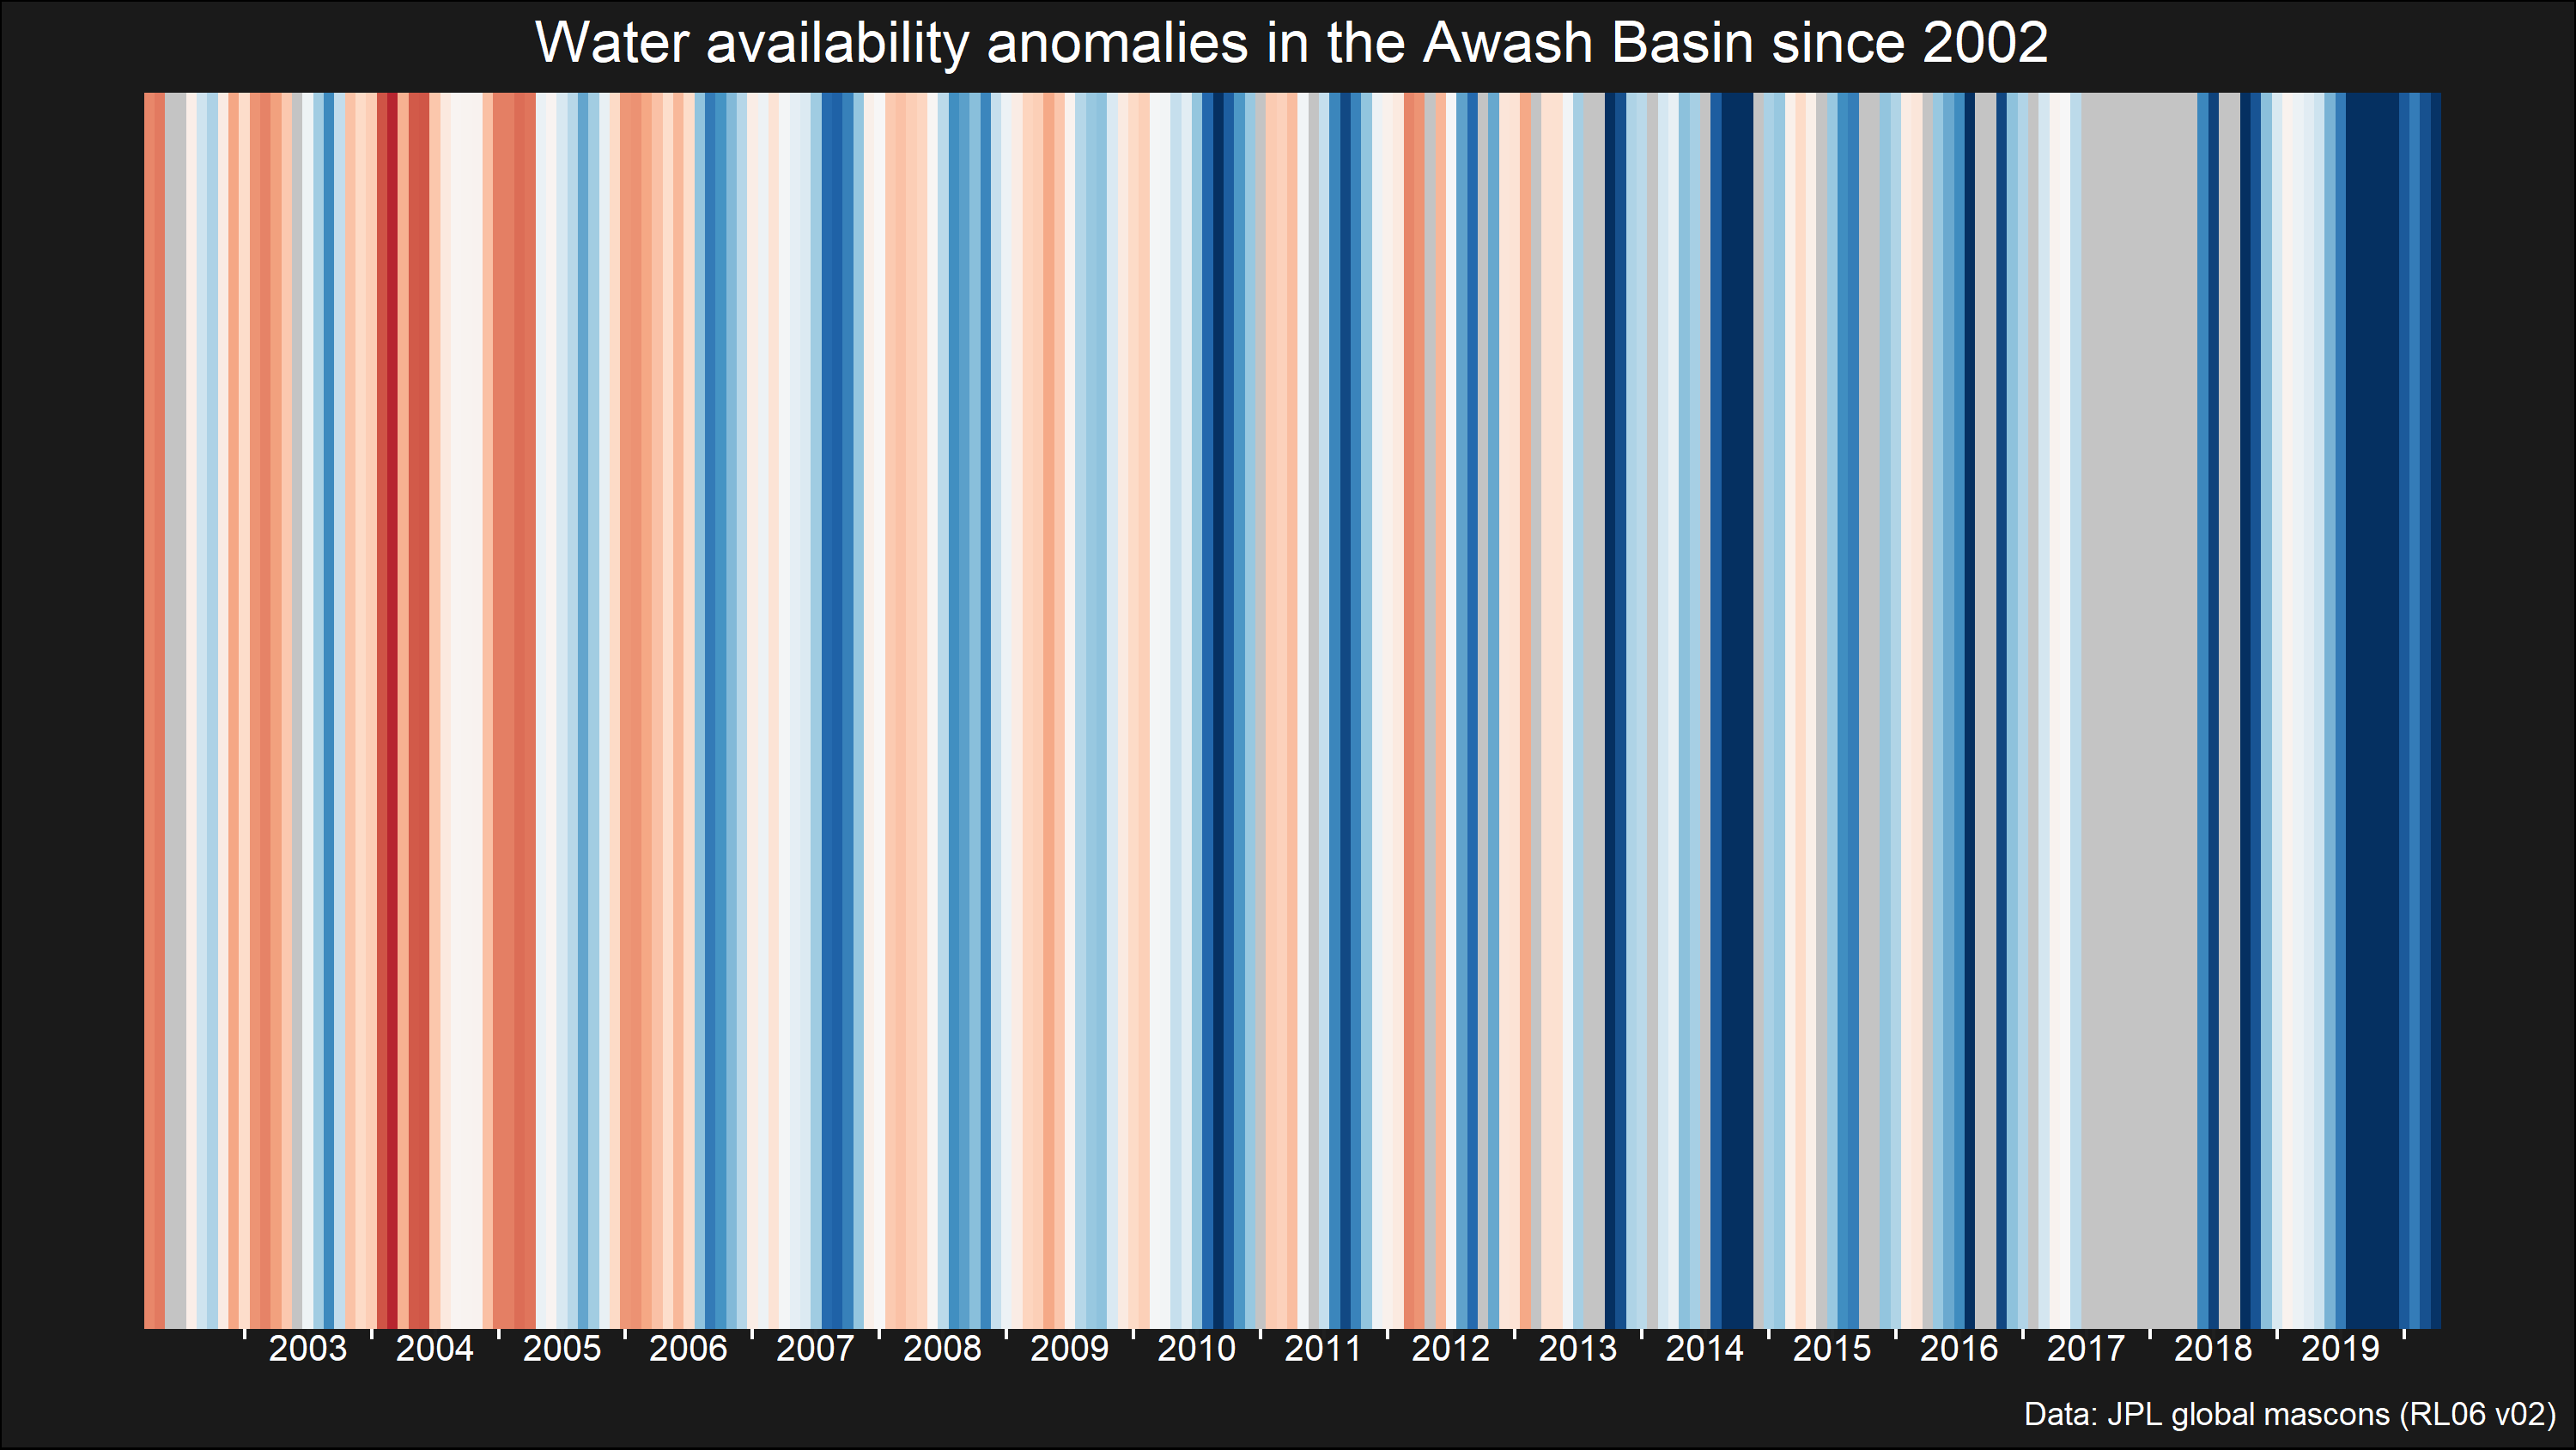 Water availability anomalies in the Awash Basin since 2002
2003 2004 2005 2006 2007 2008 2009 2010 2011 2012 2013 2014 2015 2016 2017 2018 2019
Data: JPL global mascons (RL06 v02)